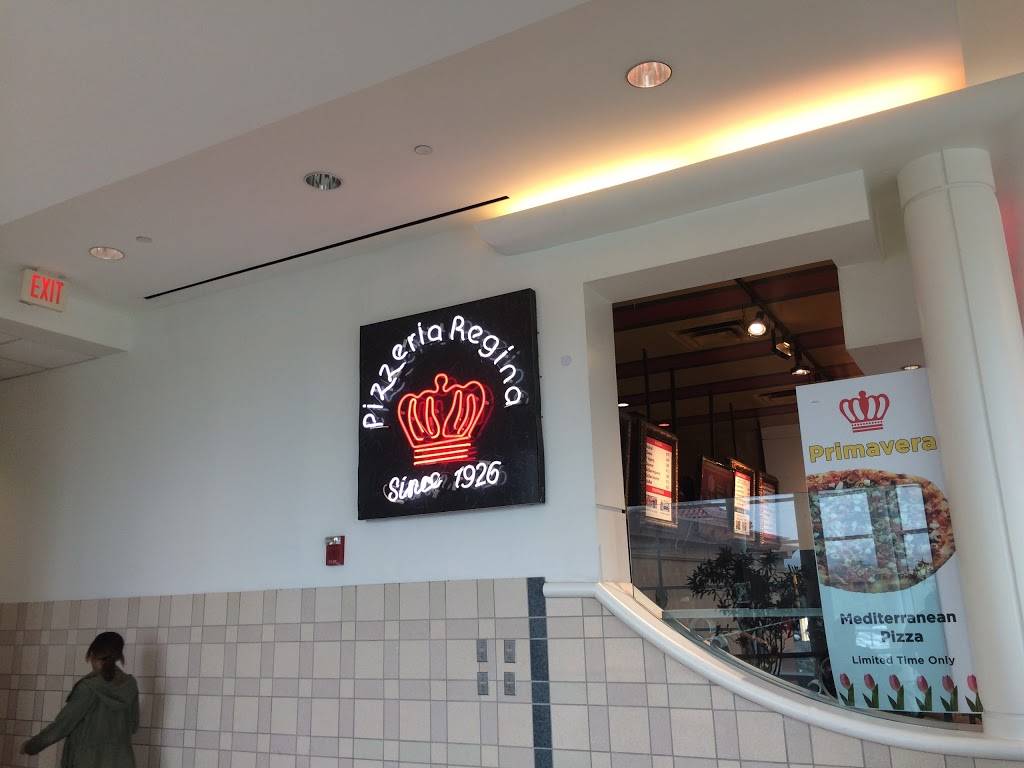 EXIT
Pizzeria Regina
Since 1926
Primavera
Mediterranean
Pizza
Limited Time Only